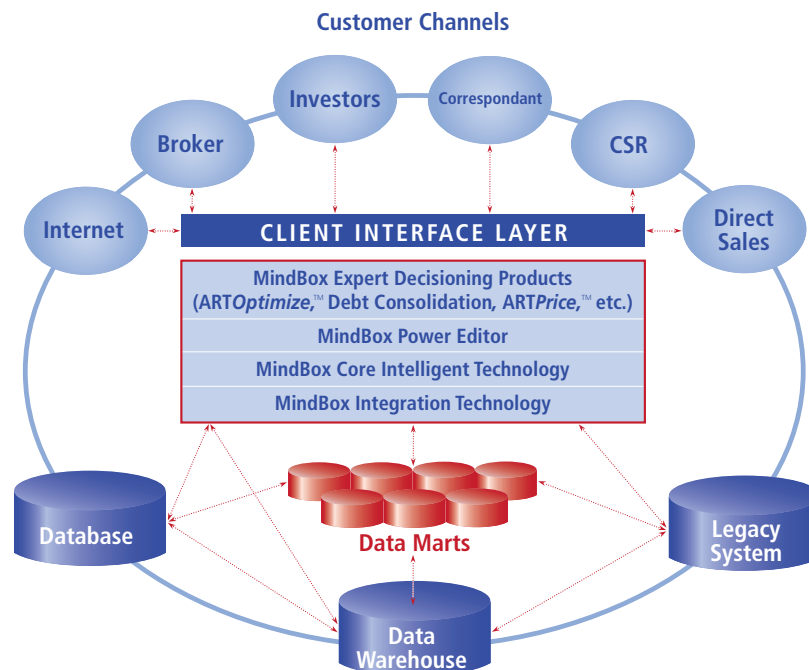 Customer Channels
Investors
Correspondant
Broker
CSR
Internet
Direct
Sales
CLIENT INTERFACE LAYER
MindBox Expert Decisioning Products
(ARTOptimize,™ Debt Consolidation, ARTPrice,™ etc.)
MindBox Power Editor
MindBox Core Intelligent Technology
MindBox Integration Technology
Database
Data Marts
Legacy
System
Data
Warehouse